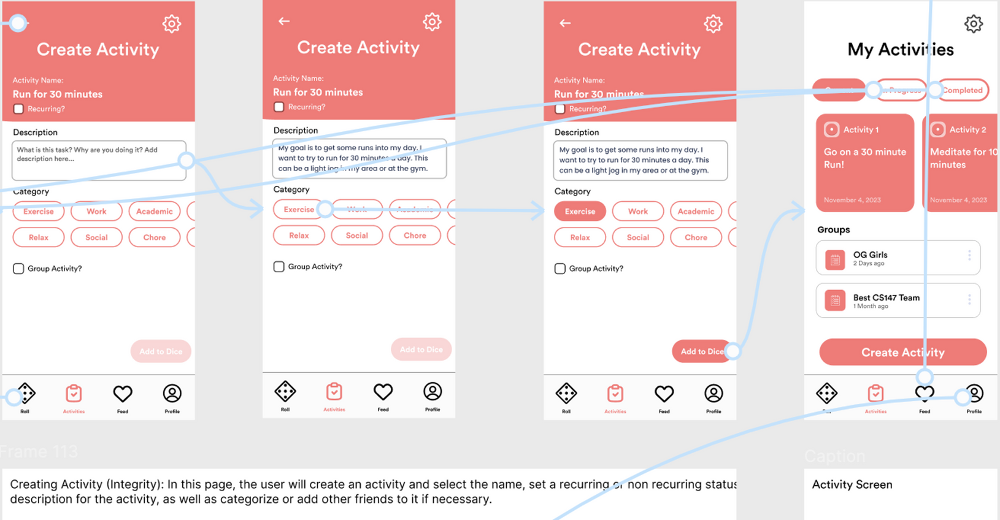 Create Activity
Activity Name:
Run for 30 minutes
Recurring?
Description
What is this task? Why are you doing it? Add
description here...
Category
Exercise
Work
Academic
Relax
Social
Chore
Group Activity?
Add to Dice
Roll
Activities
Feed
Profile
Create Activity
Activity Name:
Run for 30 minutes
Recurring?
Description
My goal is to get some runs into my day. I
want to try to run for 30 minutes a day. This
can be a light jog in my area or at the gym.
Category
Exercise
Work
Academic
Relax
Social
Chore
Group Activity?
Add to Dice
Roll
Activities
Feed
Profile
Create Activity
Activity Name:
Run for 30 minutes
Recurring?
Description
My goal is to get some runs into my day. I
want to try to run for 30 minutes a day. This
can be a light jog in my area or at the gym.
Category
Exercise
Work
Academic
Relax
Social
Chore
Group Activity?
Add to Dice
Roll
Activities
Feed
Profile
My Activities
Progress
Completed
Activity 1
Go on a 30 minute
Run!
November 4, 2023
Activity 2
Meditate for 10
minutes
November 4, 2023
Groups
OG Girls
2 Days ago
Best CS147 Team
1 Month ago
Create Activity
Activities
Feed
Profile
Frame 113
Caption
Creating Activity (Integrity): In this page, the user will create an activity and select the name, set a recurring or non recurring status
description for the activity, as well as categorize or add other friends to it if necessary.
Activity Screen